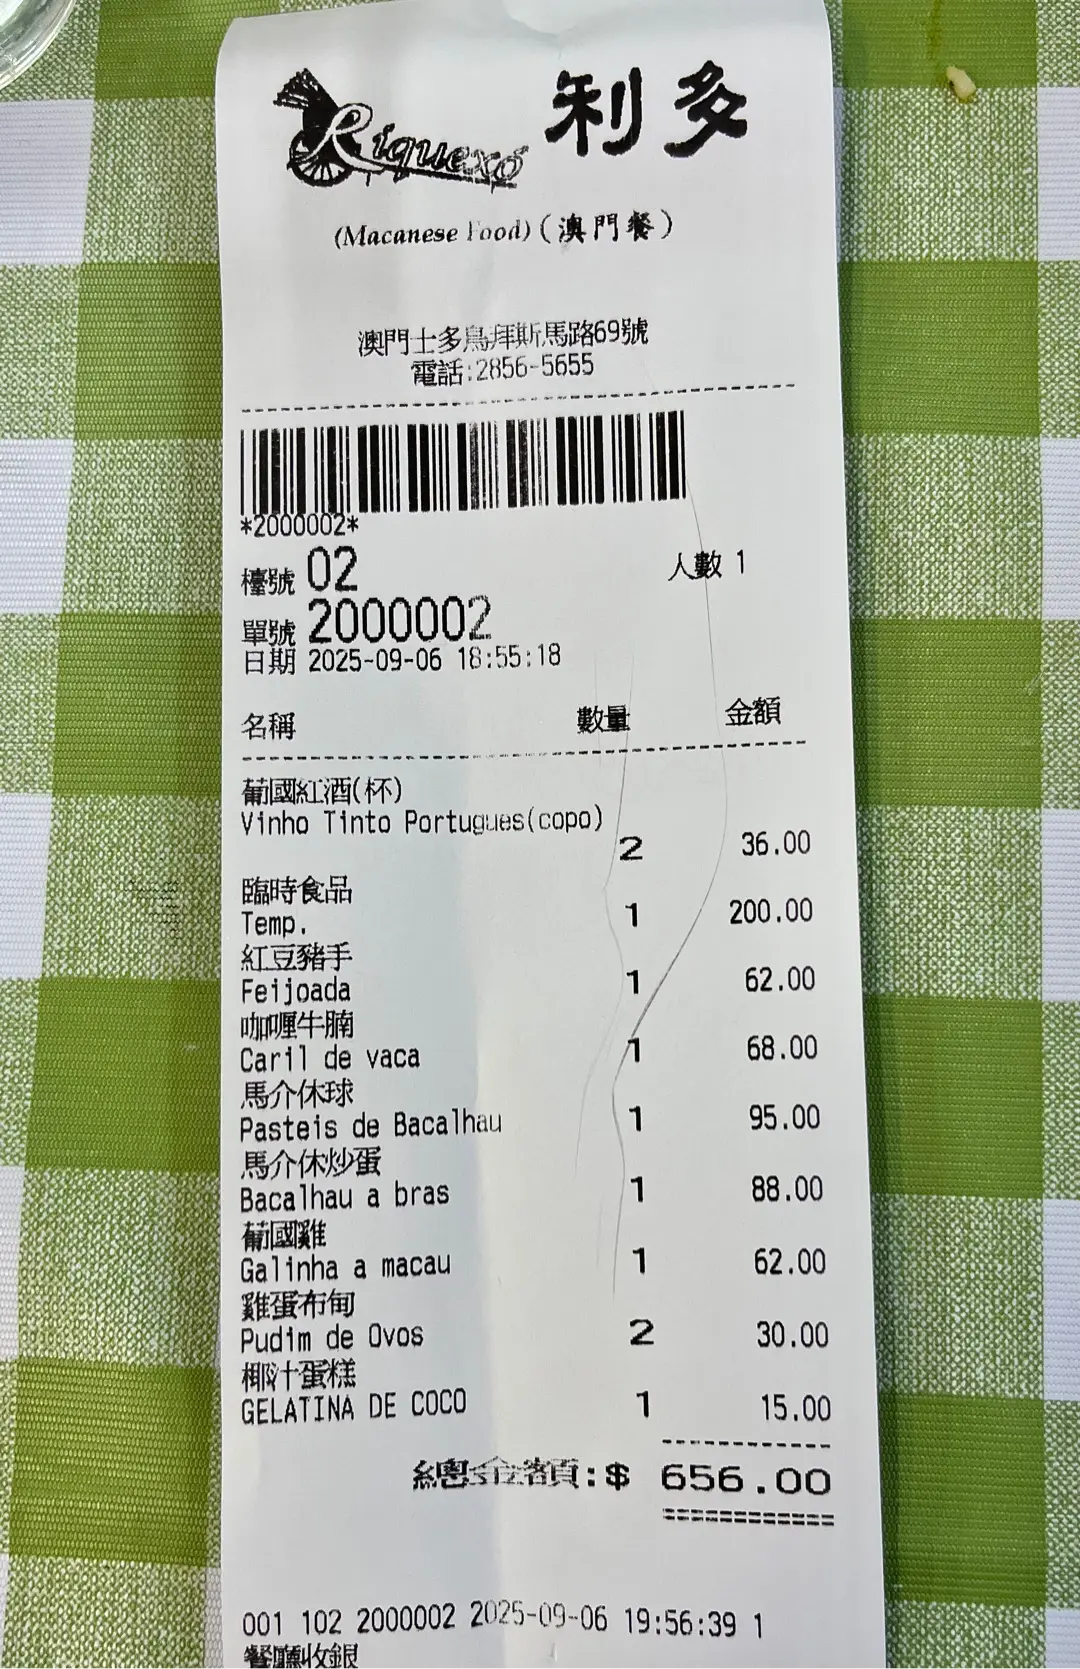 Riquexó 利多
(Macanese Food)(澳門餐)
澳門士多鳥拜斯馬路69號
電話:2856-5655
*2000002*
檯號 02 人數 1
單號 2000002
日期 2025-09-06 18:55:18
名稱 數量 金額
葡國紅酒(杯)
Vinho Tinto Portugues(copo)
2 36.00
臨時食品
Temp. 1 200.00
紅豆豬手
Feijoada 1 62.00
咖喱牛腩
Caril de vaca 1 68.00
馬介休球
Pasteis de Bacalhau 1 95.00
馬介休炒蛋
Bacalhau a bras 1 88.00
葡國雞
Galinha a macau 1 62.00
雞蛋布甸
Pudim de Ovos 2 30.00
椰汁蛋糕
GELATINA DE COCO 1 15.00
總金額:$ 656.00
001 102 2000002 2025-09-06 19:56:39 1
餐廳收銀